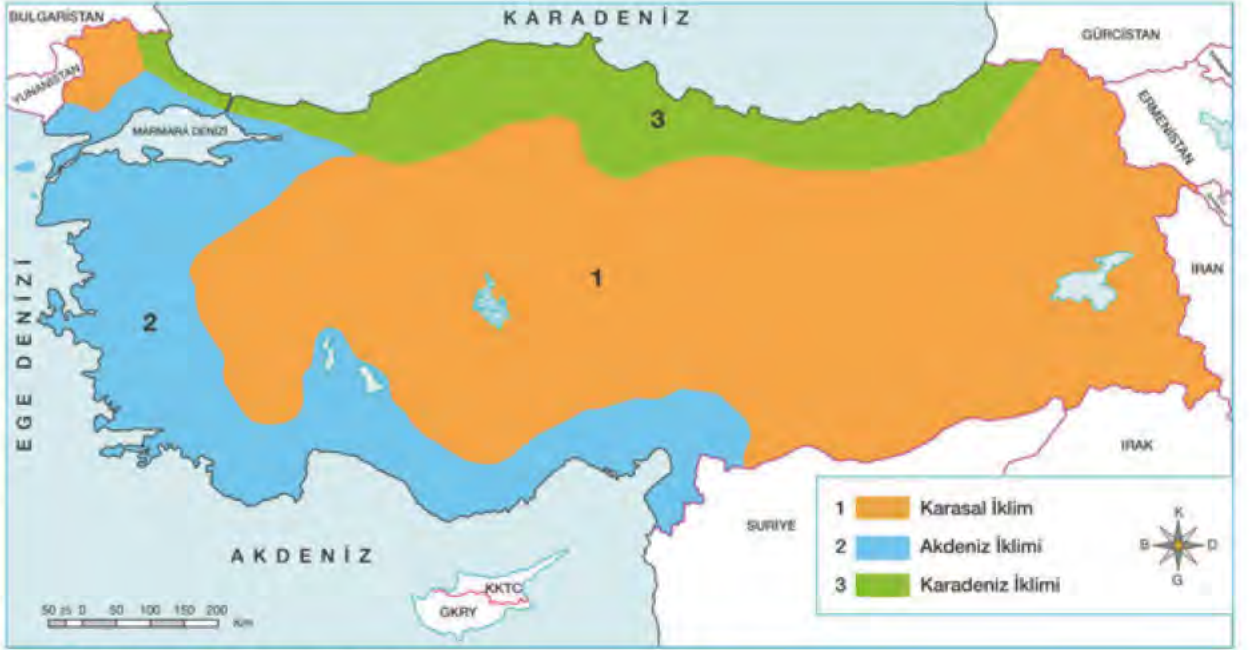 BULGARİSTAN
KARADENİZ
GÜRCİSTAN
YUNANİSTAN
ERMENİSTAN
MARMARA DENİZİ
3
1
İRAN
2
EGE DENİZİ
IRAK
SURİYE
AKDENİZ
KKTC
GKRY
50 25 0 50 100 150 200
Km
1 Karasal İklim
2 Akdeniz İklimi
3 Karadeniz İklimi
K
B D
G